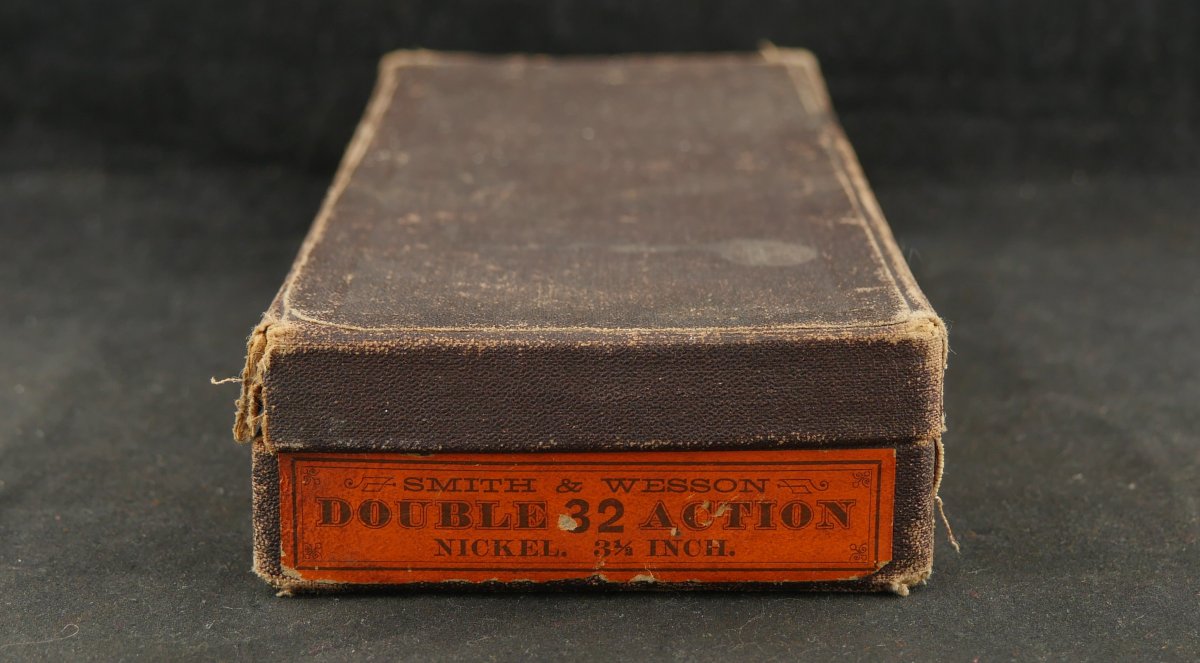 SMITH & WESSON
DOUBLE 32 ACTION
NICKEL. 3½ INCH.